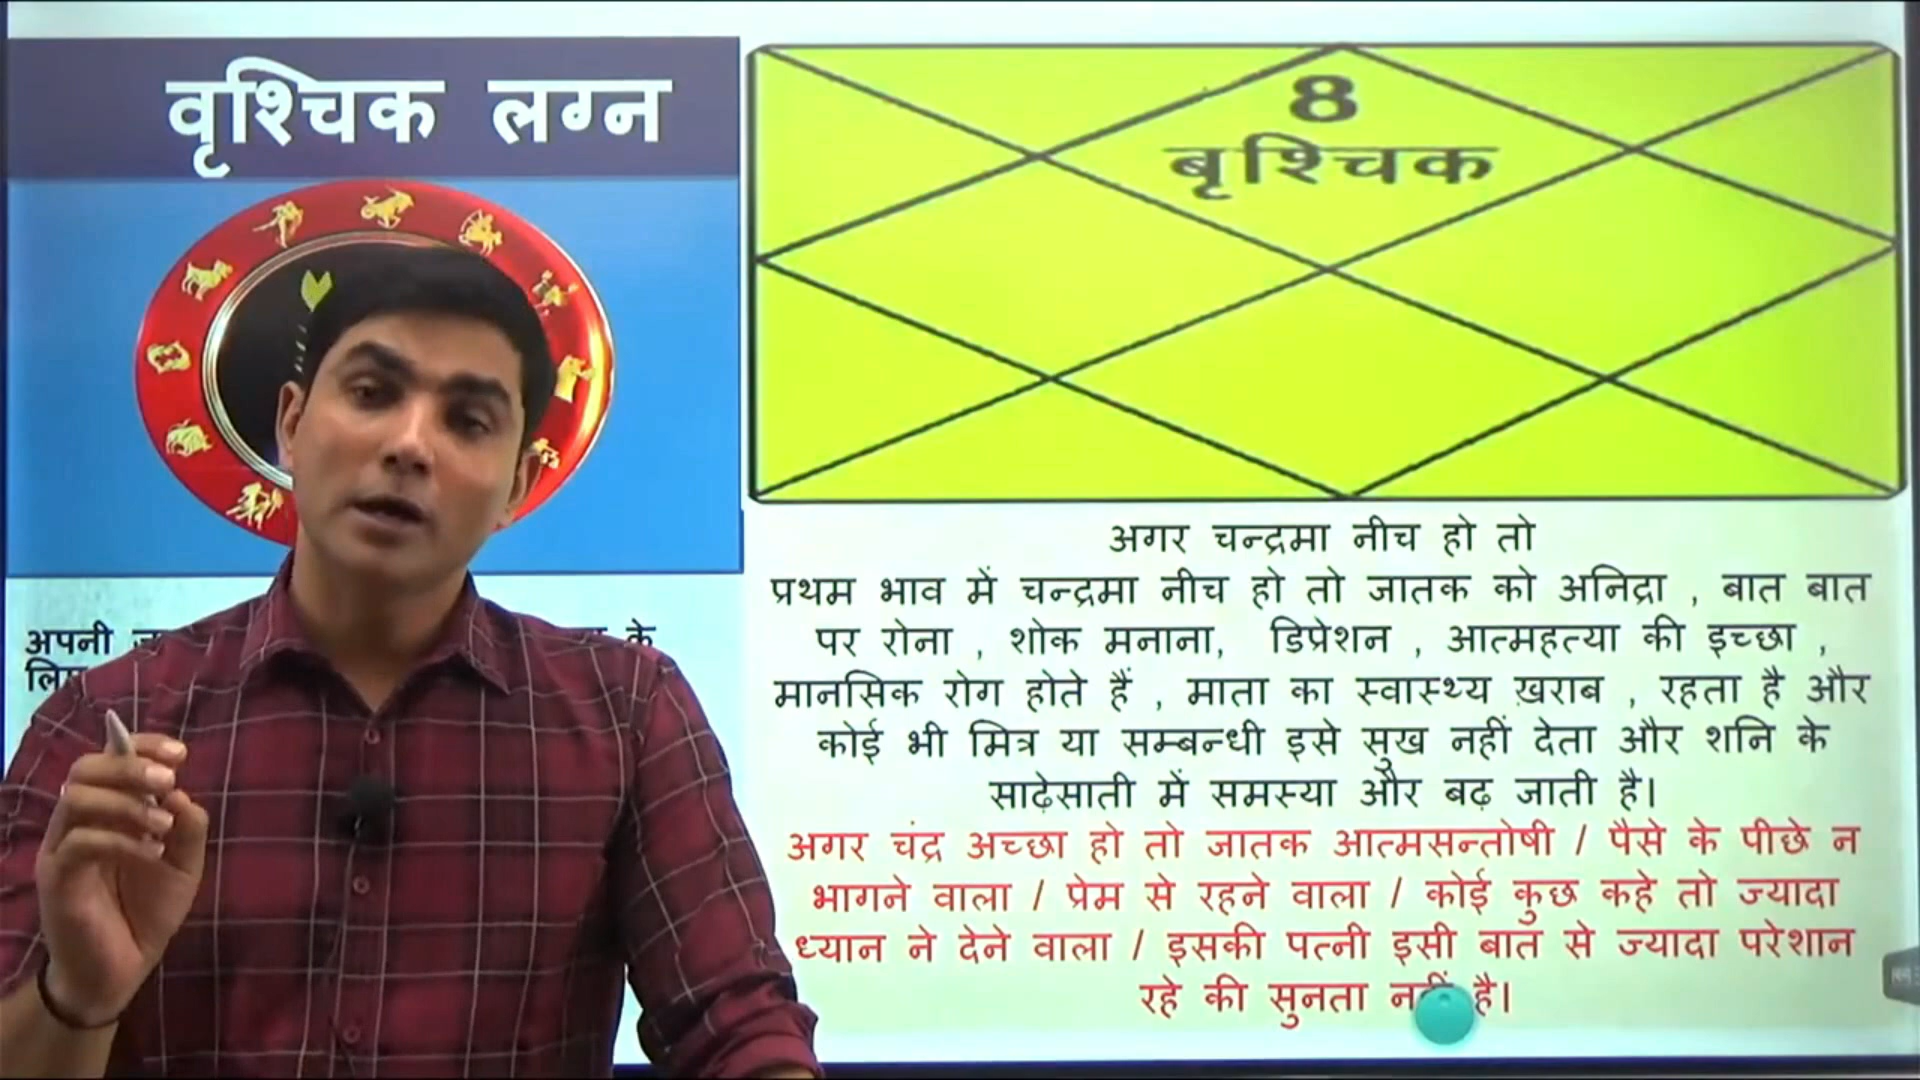 वृश्चिक लग्न
8
बृश्चिक
अपनी
के
अगर चन्द्रमा नीच हो तो
प्रथम भाव में चन्द्रमा नीच हो तो जातक को अनिद्रा , बात बात
पर रोना , शोक मनाना, डिप्रेशन , आत्महत्या की इच्छा ,
मानसिक रोग होते हैं , माता का स्वास्थ्य ख़राब , रहता है और
कोई भी मित्र या सम्बन्धी इसे सुख नहीं देता और शनि के
साढ़ेसाती में समस्या और बढ़ जाती है।
अगर चंद्र अच्छा हो तो जातक आत्मसन्तोषी / पैसे के पीछे न
भागने वाला / प्रेम से रहने वाला / कोई कुछ कहे तो ज्यादा
ध्यान ने देने वाला / इसकी पत्नी इसी बात से ज्यादा परेशान
रहे की सुनता है।